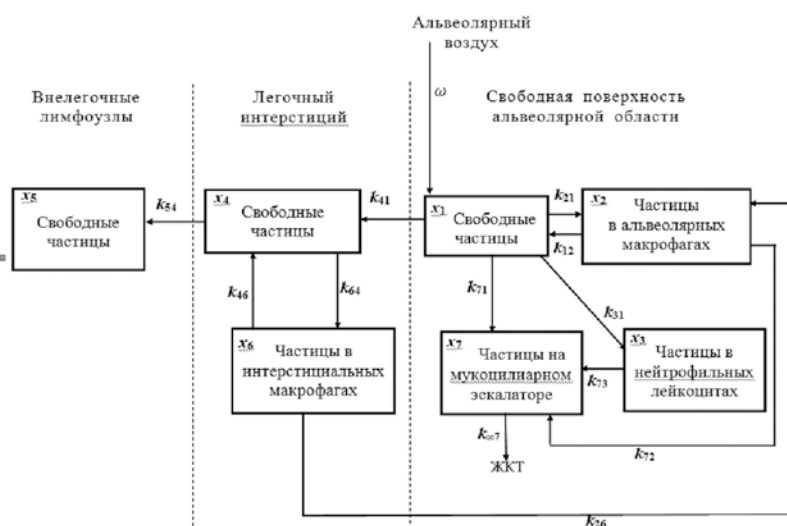 Альвеолярный
воздух
ω
Внелегочные
лимфоузлы
Легочный
интерстиций
Свободная поверхность
альвеолярной области
x5
Свободные
частицы
k54
x4
Свободные
частицы
k41
x1
Свободные
частицы
k21
k12
x2
Частицы
в альвеолярных
макрофагах
k46
k64
k71
k31
x6
Частицы в
интерстициальных
макрофагах
x7
Частицы на
мукоцилиарном
эскалаторе
k73
x3
Частицы в
нейтрофильных
лейкоцитах
k∞7
k72
ЖКТ
k26